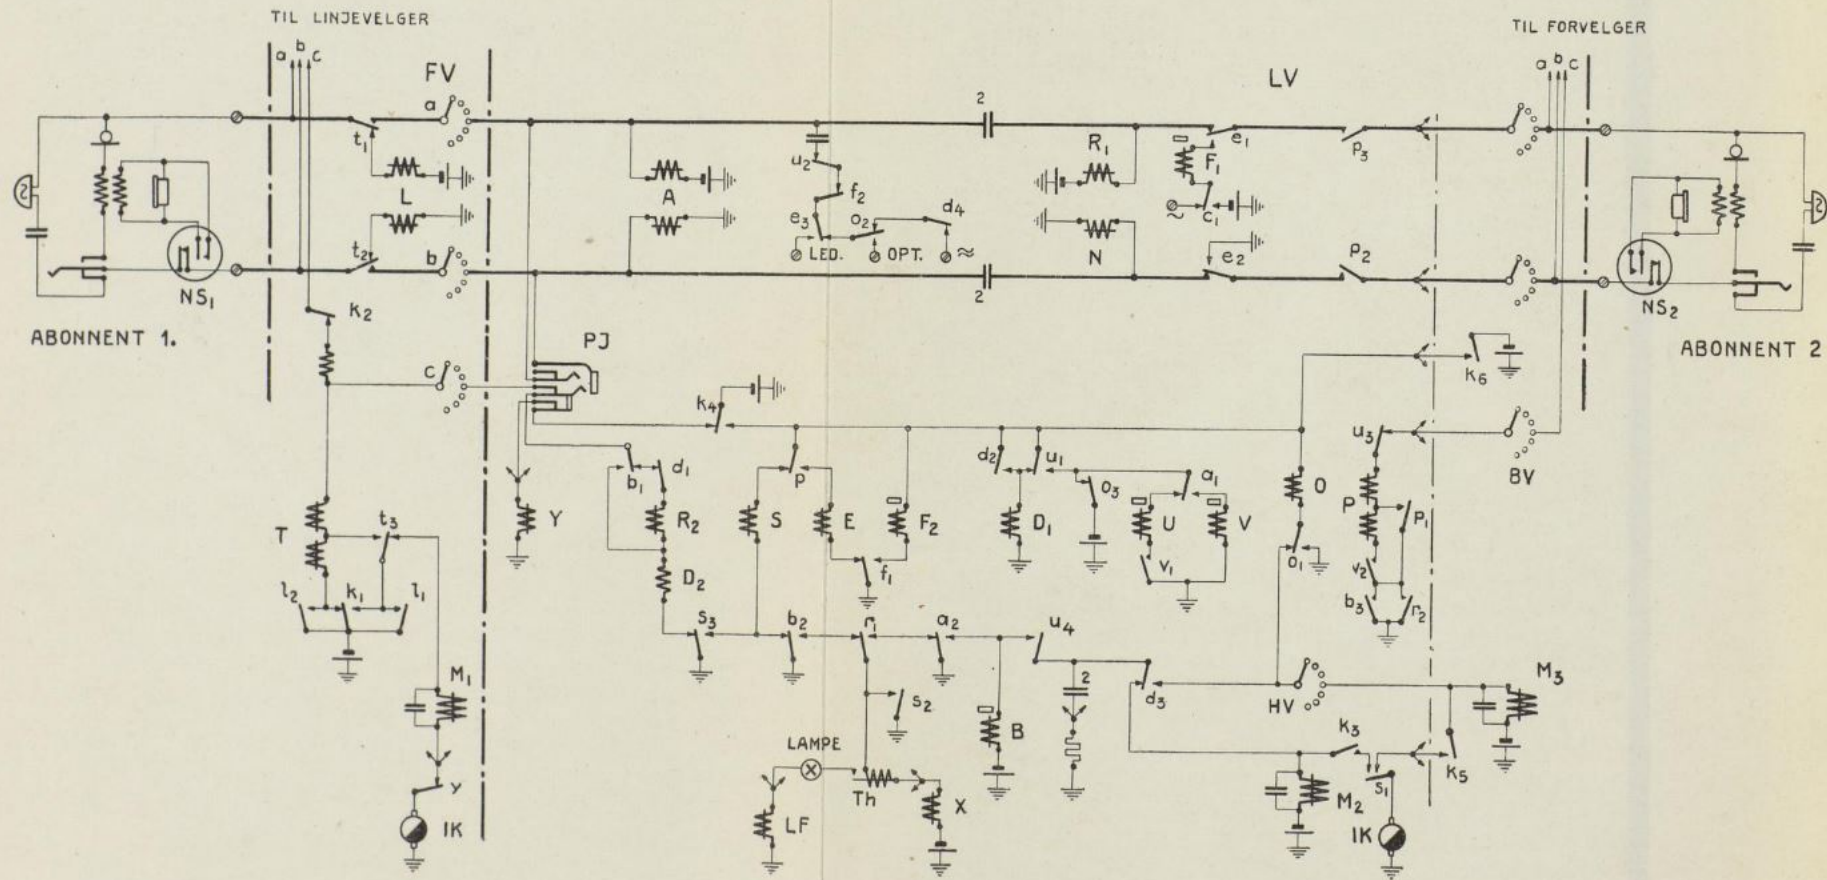 TIL LINJEVELGER
TIL FORVELGER
a b c
FV
LV
a b c
a
t1
L
t2
b
A
u2
f2
e3
o2
d4
LED.
OPT.
≈
2
2
R1
N
F1
c1
~
e1
e2
p3
p2
NS1
NS2
ABONNENT 1.
ABONNENT 2
k2
c
PJ
k4
k6
b1
d1
p
d2
u1
o3
a1
u3
BV
T
t3
l2
k1
l1
Y
R2
D2
S
E
F2
f1
D1
U
V
v1
O
o1
P
p1
v2
b3
r2
s3
b2
r1
a2
u4
s2
B
2
d3
HV
M3
M1
y
IK
LAMPE
Th
LF
X
k3
s1
k5
M2
IK